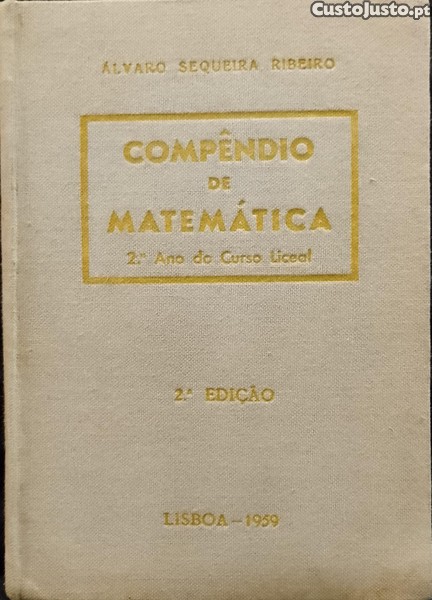 CustoJusto.pt
ÁLVARO SEQUEIRA RIBEIRO
COMPÊNDIO
DE
MATEMÁTICA
2.º Ano do Curso Liceal
2.ª EDIÇÃO
LISBOA - 1959